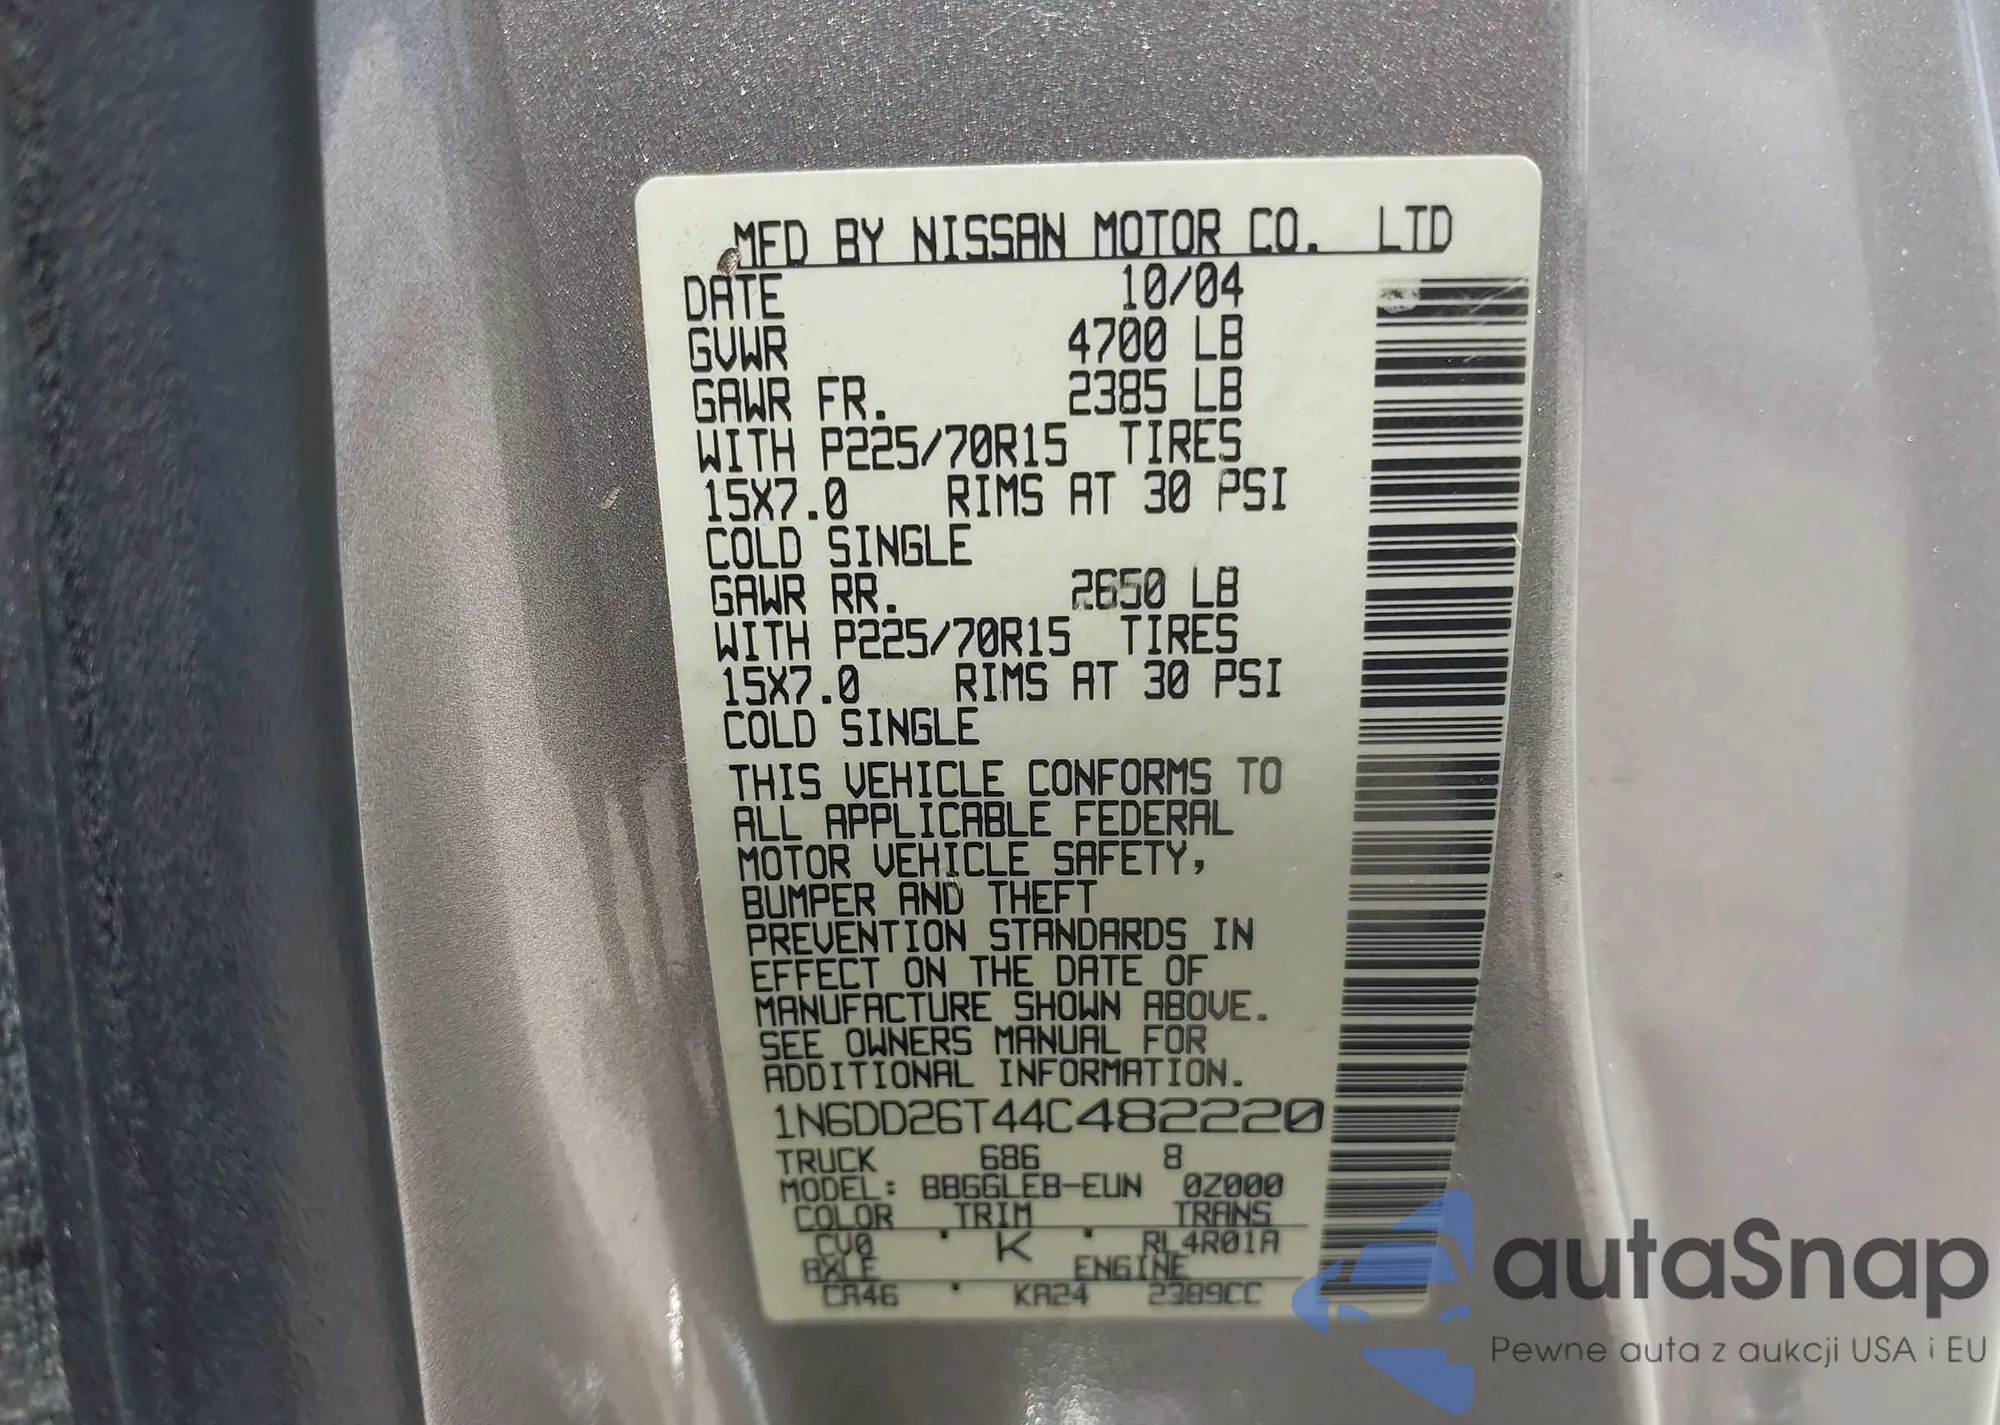 MFD BY NISSAN MOTOR CO. LTD
DATE 10/04
GVWR 4700 LB
GAWR FR. 2385 LB
WITH P225/70R15 TIRES
15X7.0 RIMS AT 30 PSI
COLD SINGLE
GAWR RR. 2650 LB
WITH P225/70R15 TIRES
15X7.0 RIMS AT 30 PSI
COLD SINGLE
THIS VEHICLE CONFORMS TO
ALL APPLICABLE FEDERAL
MOTOR VEHICLE SAFETY,
BUMPER AND THEFT
PREVENTION STANDARDS IN
EFFECT ON THE DATE OF
MANUFACTURE SHOWN ABOVE.
SEE OWNERS MANUAL FOR
ADDITIONAL INFORMATION.
1N6DD26T44C482220
TRUCK 686 8
MODEL: BBGGLEB-EUN 0Z000
COLOR TRIM TRANS
CV0 K RL4R01A
AXLE ENGINE
CA46 KA24 2389CC
autaSnap
Pewne auta z aukcji USA i EU